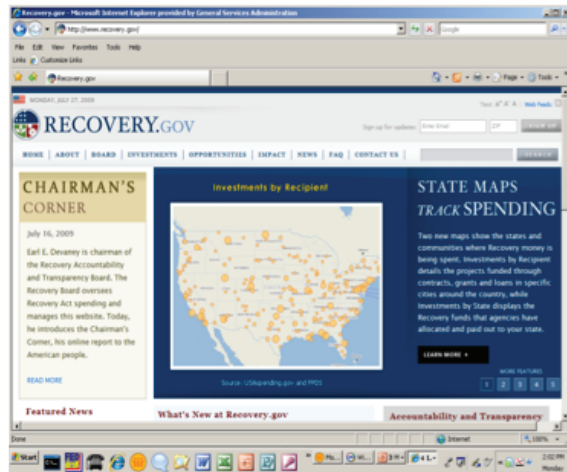 Recovery.gov - Microsoft Internet Explorer provided by General Services Administration
http://www.recovery.gov/
Google
File Edit View Favorites Tools Help
Links Customize Links
Recovery.gov
Page Tools
MONDAY, JULY 27, 2009
Text A A A Web Feeds
RECOVERY.GOV
Sign up for updates: Enter Email ZIP SIGN UP
HOME | ABOUT | BOARD | INVESTMENTS | OPPORTUNITIES | IMPACT | NEWS | FAQ | CONTACT US |
SEARCH
CHAIRMAN'S
CORNER
July 16, 2009
Earl E. Devaney is chairman of
the Recovery Accountability
and Transparency Board. The
Recovery Board oversees
Recovery Act spending and
manages this website. Today,
he introduces the Chairman's
Corner, his online report to the
American people.
READ MORE
Investments by Recipient
Source: USAspending.gov and FPDS
STATE MAPS
TRACK SPENDING
Two new maps show the states and
communities where Recovery money is
being spent. Investments by Recipient
details the projects funded through
contracts, grants and loans in specific
cities around the country, while
Investments by State displays the
Recovery funds that agencies have
allocated and paid out to your state.
LEARN MORE
MORE FEATURES
1 2 3 4 5
Featured News
What's New at Recovery.gov
Accountability and Transparency
Done
Internet
100%
Start
2:02 PM
Monday